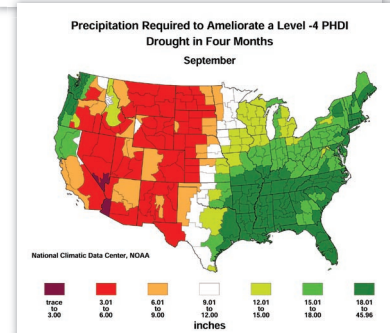 Precipitation Required to Ameliorate a Level -4 PHDI
Drought in Four Months
September
National Climatic Data Center, NOAA
trace
to
3.00
3.01
to
6.00
6.01
to
9.00
9.01
to
12.00
12.01
to
15.00
15.01
to
18.00
18.01
to
45.96
inches